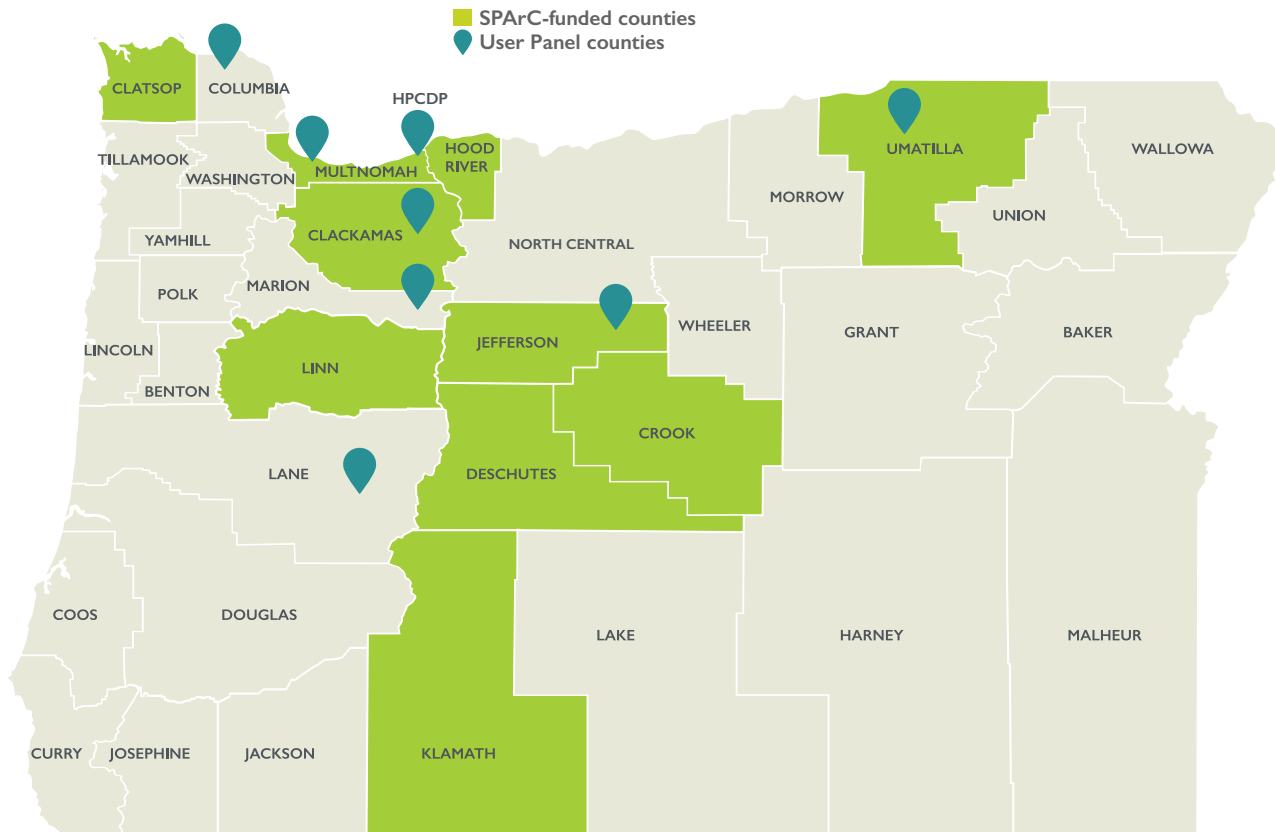 SPArC-funded counties
User Panel counties
CLATSOP
COLUMBIA
HPCDP
TILLAMOOK
WASHINGTON
MULTNOMAH
HOOD
RIVER
UMATILLA
WALLOWA
MORROW
UNION
YAMHILL
CLACKAMAS
NORTH CENTRAL
POLK
MARION
LINCOLN
BENTON
LINN
JEFFERSON
WHEELER
GRANT
BAKER
LANE
DESCHUTES
CROOK
COOS
DOUGLAS
LAKE
HARNEY
MALHEUR
CURRY
JOSEPHINE
JACKSON
KLAMATH